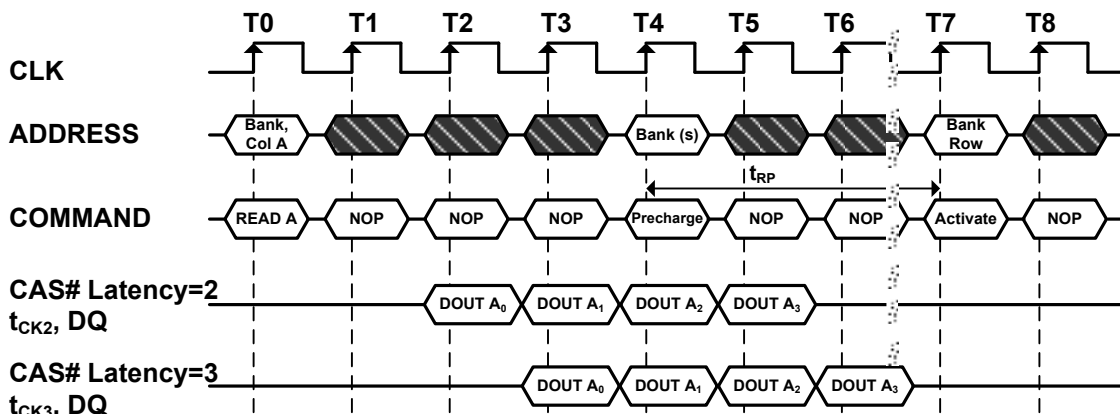 T0 T1 T2 T3 T4 T5 T6 T7 T8
CLK
ADDRESS
Bank,
Col A
Bank (s)
Bank
Row
tRP
COMMAND
READ A NOP NOP NOP Precharge NOP NOP Activate NOP
CAS# Latency=2
tCK2, DQ
DOUT A0 DOUT A1 DOUT A2 DOUT A3
CAS# Latency=3
tCK3, DQ
DOUT A0 DOUT A1 DOUT A2 DOUT A3